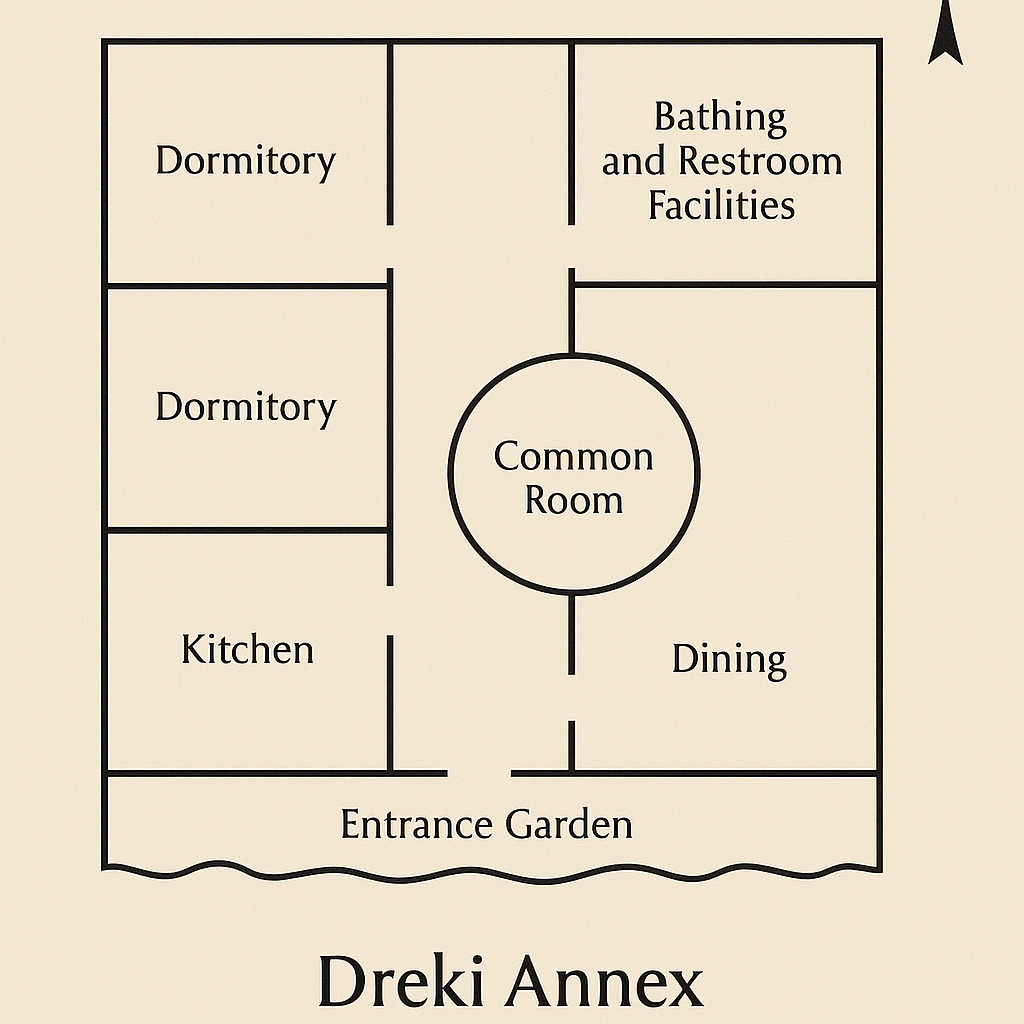 Dormitory
Bathing
and Restroom
Facilities
Dormitory
Common
Room
Kitchen
Dining
Entrance Garden
Dreki Annex